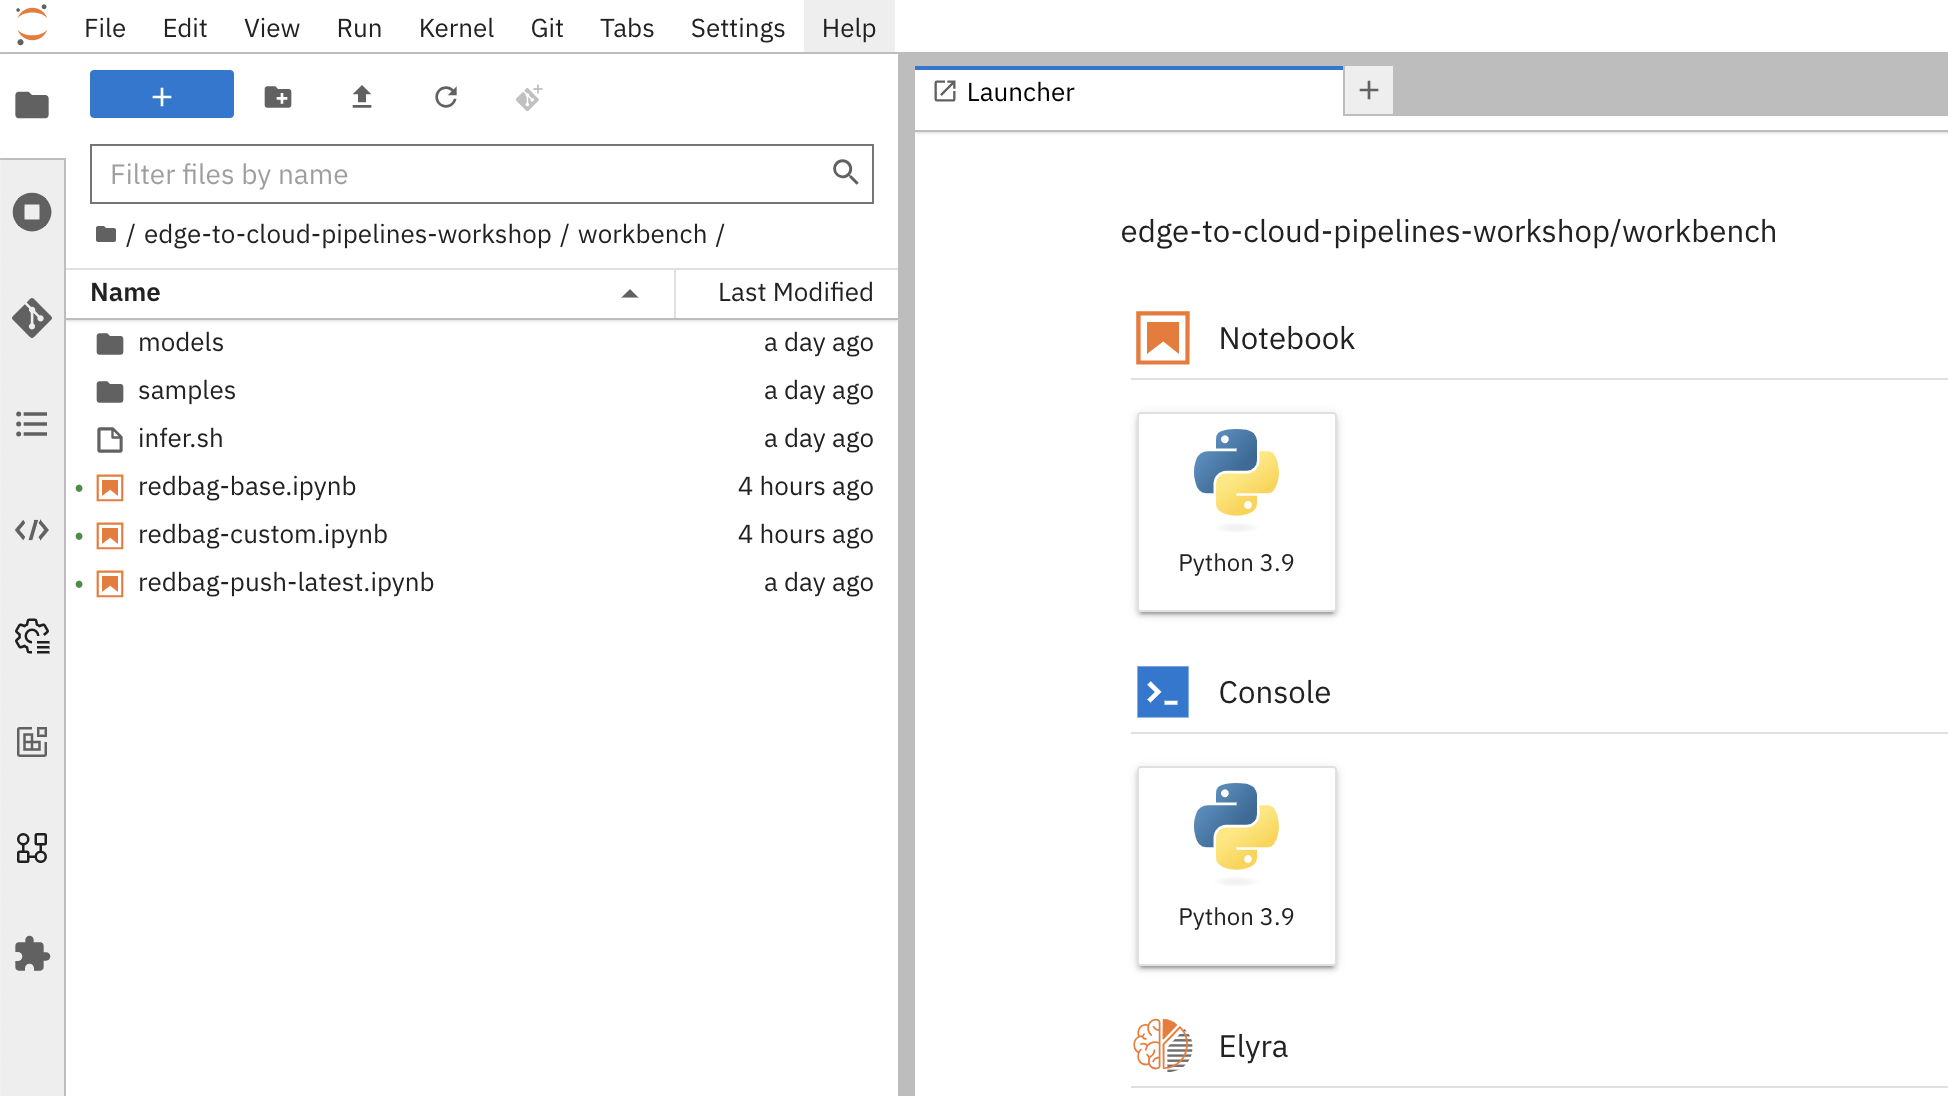 File Edit View Run Kernel Git Tabs Settings Help
Launcher
Filter files by name
/ edge-to-cloud-pipelines-workshop / workbench /
Name Last Modified
models a day ago
samples a day ago
infer.sh a day ago
redbag-base.ipynb 4 hours ago
redbag-custom.ipynb 4 hours ago
redbag-push-latest.ipynb a day ago
edge-to-cloud-pipelines-workshop/workbench
Notebook
Python 3.9
Console
Python 3.9
Elyra